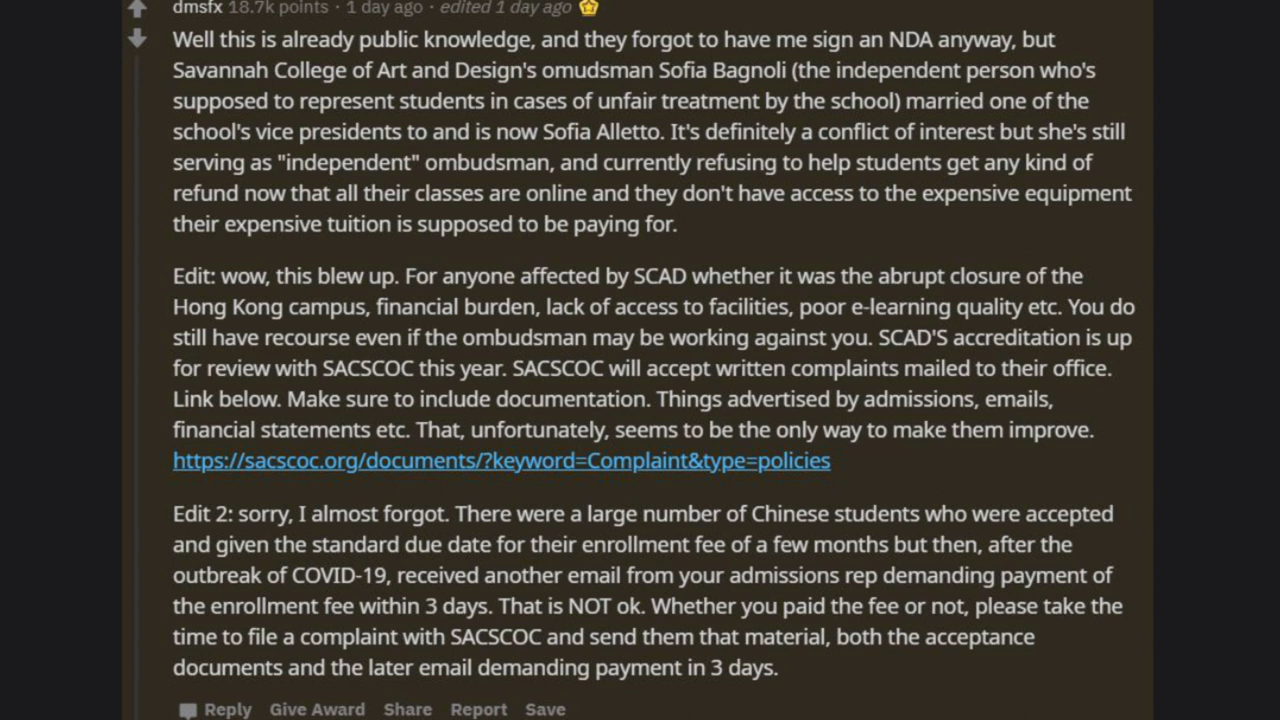 dmsfx 18.7k points · 1 day ago · edited 1 day ago
Well this is already public knowledge, and they forgot to have me sign an NDA anyway, but
Savannah College of Art and Design's omudsman Sofia Bagnoli (the independent person who's
supposed to represent students in cases of unfair treatment by the school) married one of the
school's vice presidents to and is now Sofia Alletto. It's definitely a conflict of interest but she's still
serving as "independent" ombudsman, and currently refusing to help students get any kind of
refund now that all their classes are online and they don't have access to the expensive equipment
their expensive tuition is supposed to be paying for.
Edit: wow, this blew up. For anyone affected by SCAD whether it was the abrupt closure of the
Hong Kong campus, financial burden, lack of access to facilities, poor e-learning quality etc. You do
still have recourse even if the ombudsman may be working against you. SCAD'S accreditation is up
for review with SACSCOC this year. SACSCOC will accept written complaints mailed to their office.
Link below. Make sure to include documentation. Things advertised by admissions, emails,
financial statements etc. That, unfortunately, seems to be the only way to make them improve.
https://sacscoc.org/documents/?keyword=Complaint&type=policies
Edit 2: sorry, I almost forgot. There were a large number of Chinese students who were accepted
and given the standard due date for their enrollment fee of a few months but then, after the
outbreak of COVID-19, received another email from your admissions rep demanding payment of
the enrollment fee within 3 days. That is NOT ok. Whether you paid the fee or not, please take the
time to file a complaint with SACSCOC and send them that material, both the acceptance
documents and the later email demanding payment in 3 days.
Reply Give Award Share Report Save